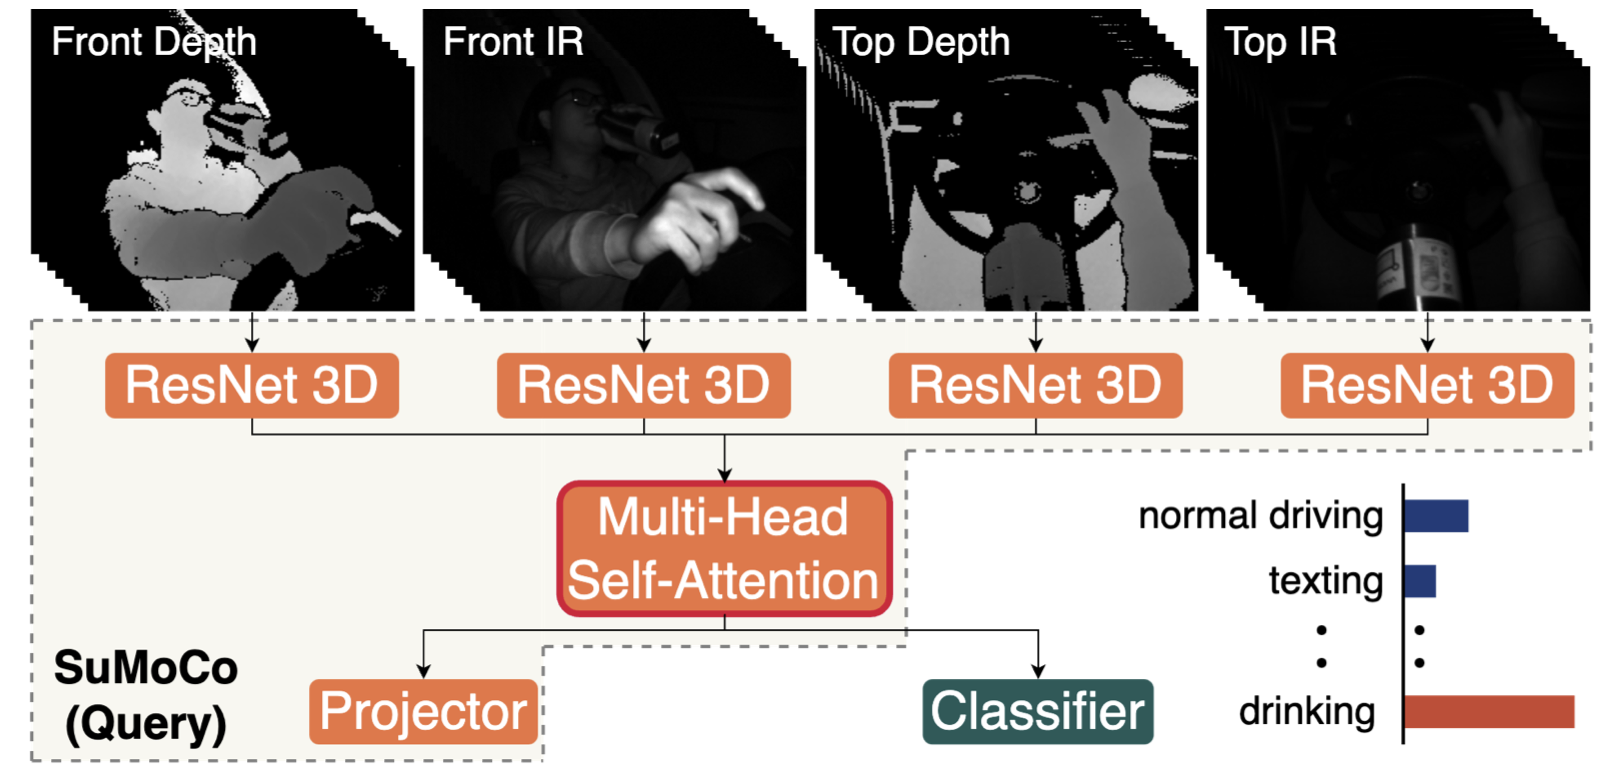 Front Depth
Front IR
Top Depth
Top IR
ResNet 3D
ResNet 3D
ResNet 3D
ResNet 3D
Multi-Head
Self-Attention
normal driving
texting
SuMoCo
(Query)
Projector
Classifier
drinking